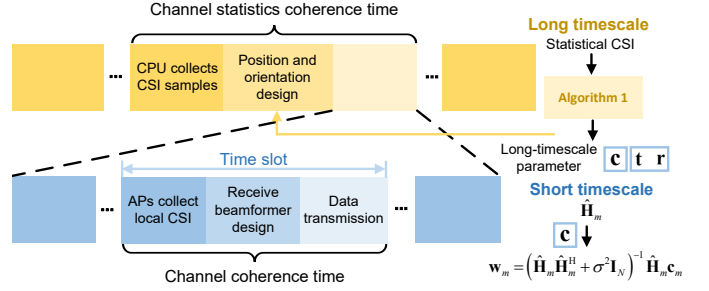 Channel statistics coherence time
CPU collects
CSI samples
Position and
orientation
design
...
...
Long timescale
Statistical CSI
Algorithm 1
Long-timescale
parameter
c t r
Time slot
...
APs collect
local CSI
Receive
beamformer
design
Data
transmission
...
Channel coherence time
Short timescale
Ĥ_m
c
w_m = (Ĥ_m Ĥ_m^H + σ² I_N)^{-1} Ĥ_m c_m